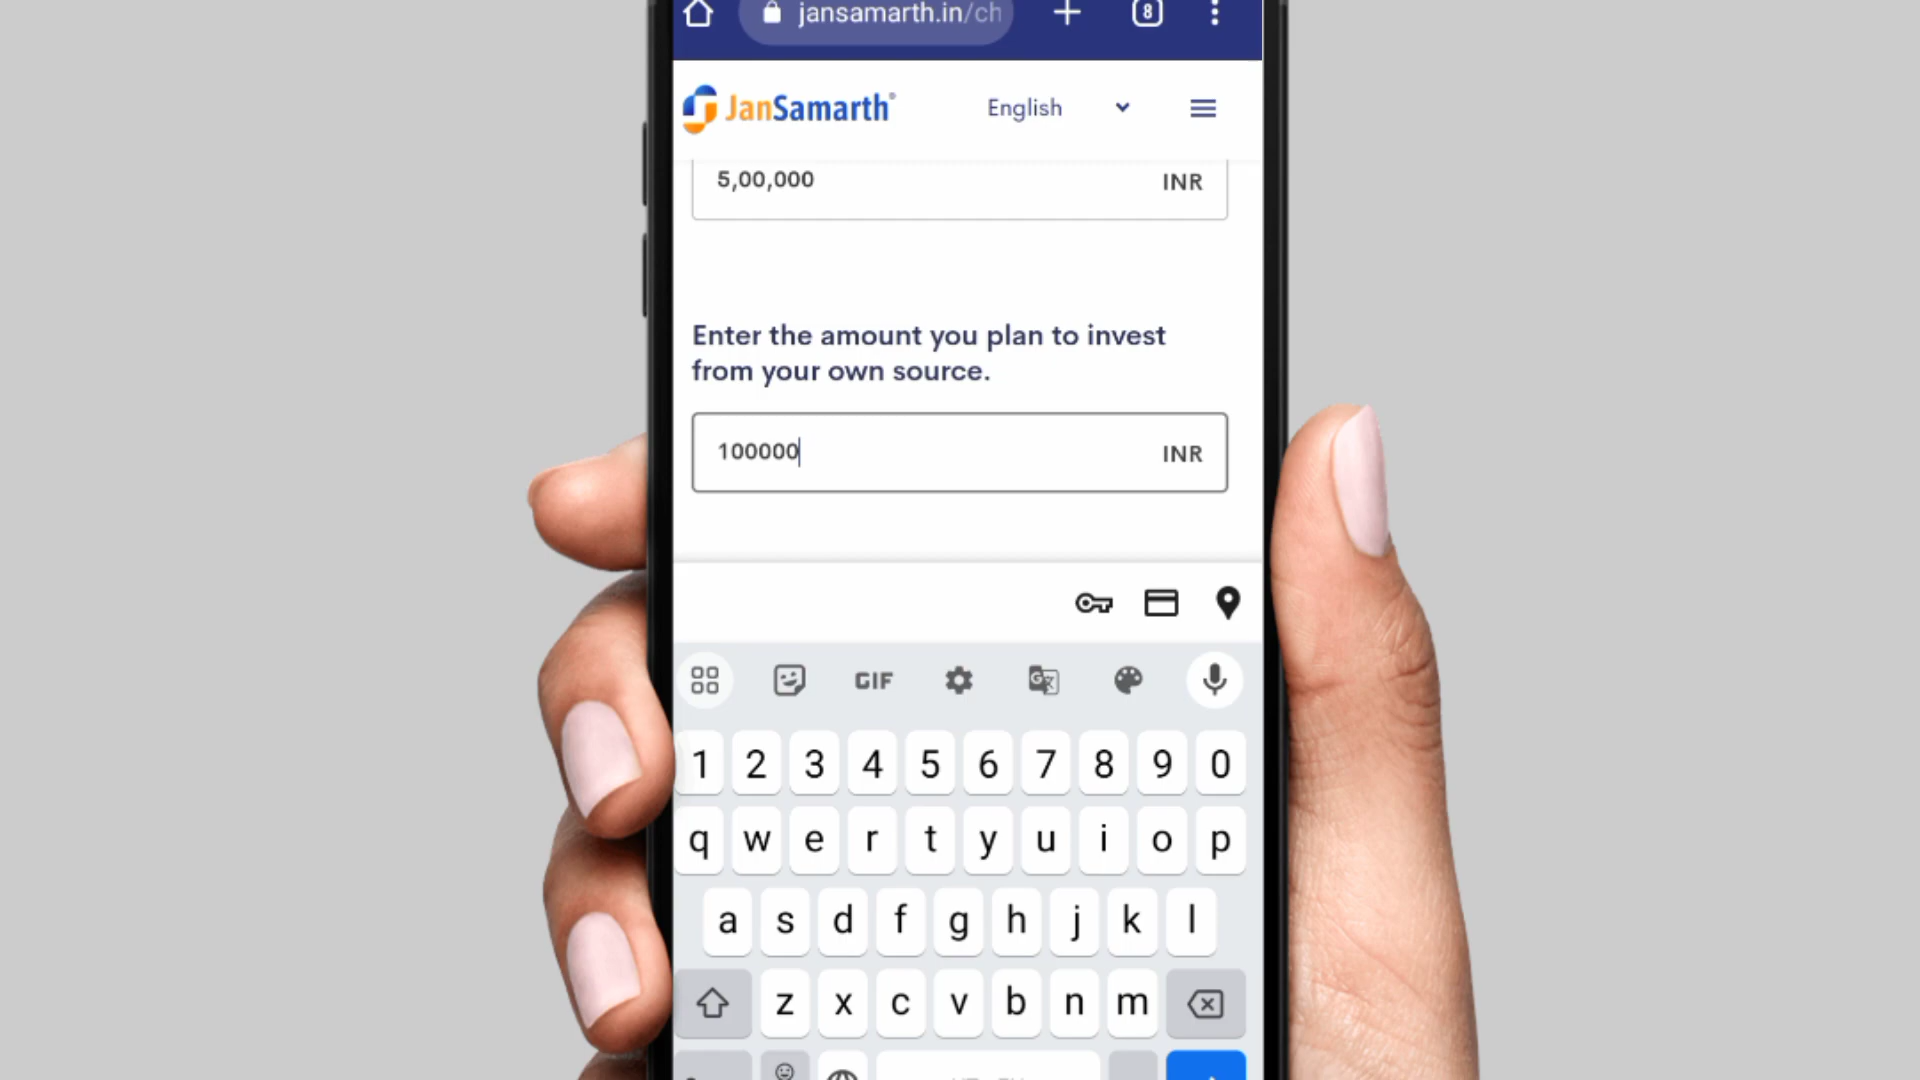 jansamarth.in/ch
8
JanSamarth
English
5,00,000 INR
Enter the amount you plan to invest
from your own source.
100000 INR
GIF
1 2 3 4 5 6 7 8 9 0
q w e r t y u i o p
a s d f g h j k l
z x c v b n m